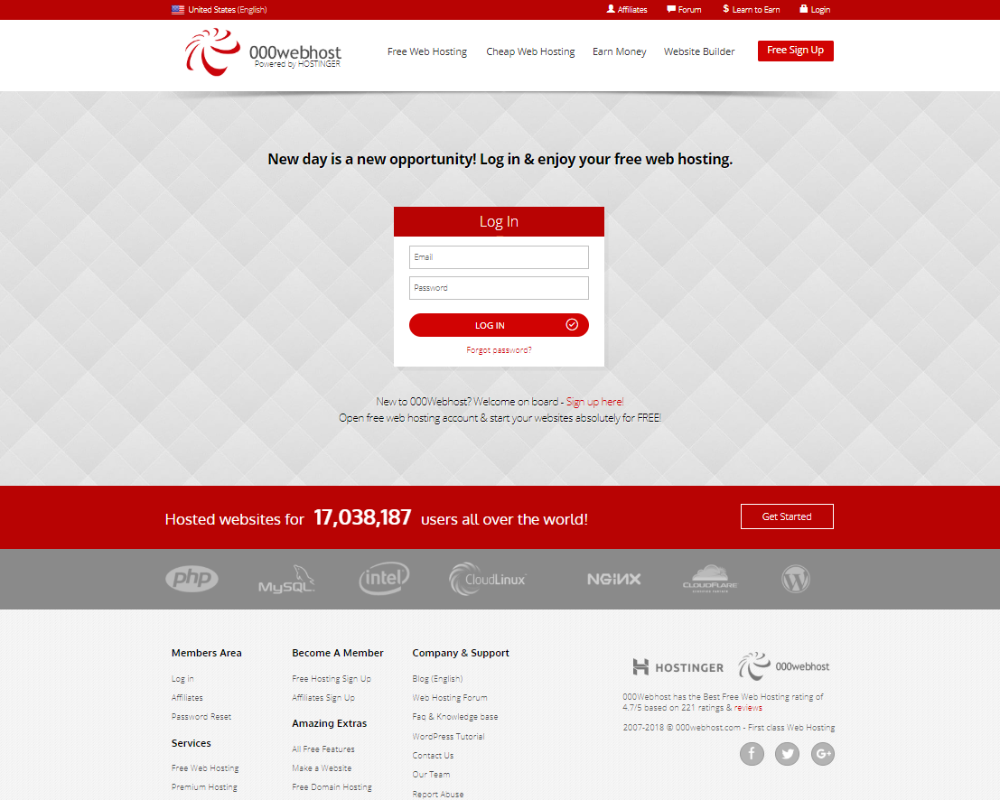 United States (English)
Affiliates
Forum
$ Learn to Earn
Login
000webhost
Powered by HOSTINGER
Free Web Hosting
Cheap Web Hosting
Earn Money
Website Builder
Free Sign Up
New day is a new opportunity! Log in & enjoy your free web hosting.
Log In
Email
Password
LOG IN
Forgot password?
New to 000Webhost? Welcome on board - Sign up here!
Open free web hosting account & start your websites absolutely for FREE!
Hosted websites for 17,038,187 users all over the world!
Get Started
php
MySQL
intel
CloudLinux
NGINX
CLOUDFLARE
W
Members Area
Log in
Affiliates
Password Reset
Services
Free Web Hosting
Premium Hosting
Become A Member
Free Hosting Sign Up
Affiliates Sign Up
Amazing Extras
All Free Features
Make a Website
Free Domain Hosting
Company & Support
Blog (English)
Web Hosting Forum
Faq & Knowledge base
WordPress Tutorial
Contact Us
Our Team
Report Abuse
HOSTINGER
000webhost
000Webhost has the Best Free Web Hosting rating of
4.7/5 based on 221 ratings & reviews
2007-2018 © 000webhost.com - First class Web Hosting
f
G+